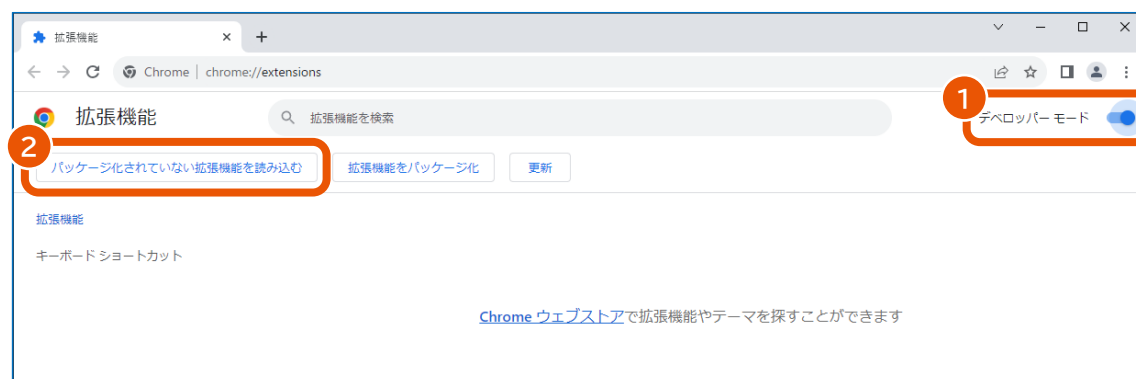 拡張機能
Chrome | chrome://extensions
拡張機能
拡張機能を検索
1
デベロッパー モード
2
パッケージ化されていない拡張機能を読み込む
拡張機能をパッケージ化
更新
拡張機能
キーボード ショートカット
Chrome ウェブストアで拡張機能やテーマを探すことができます